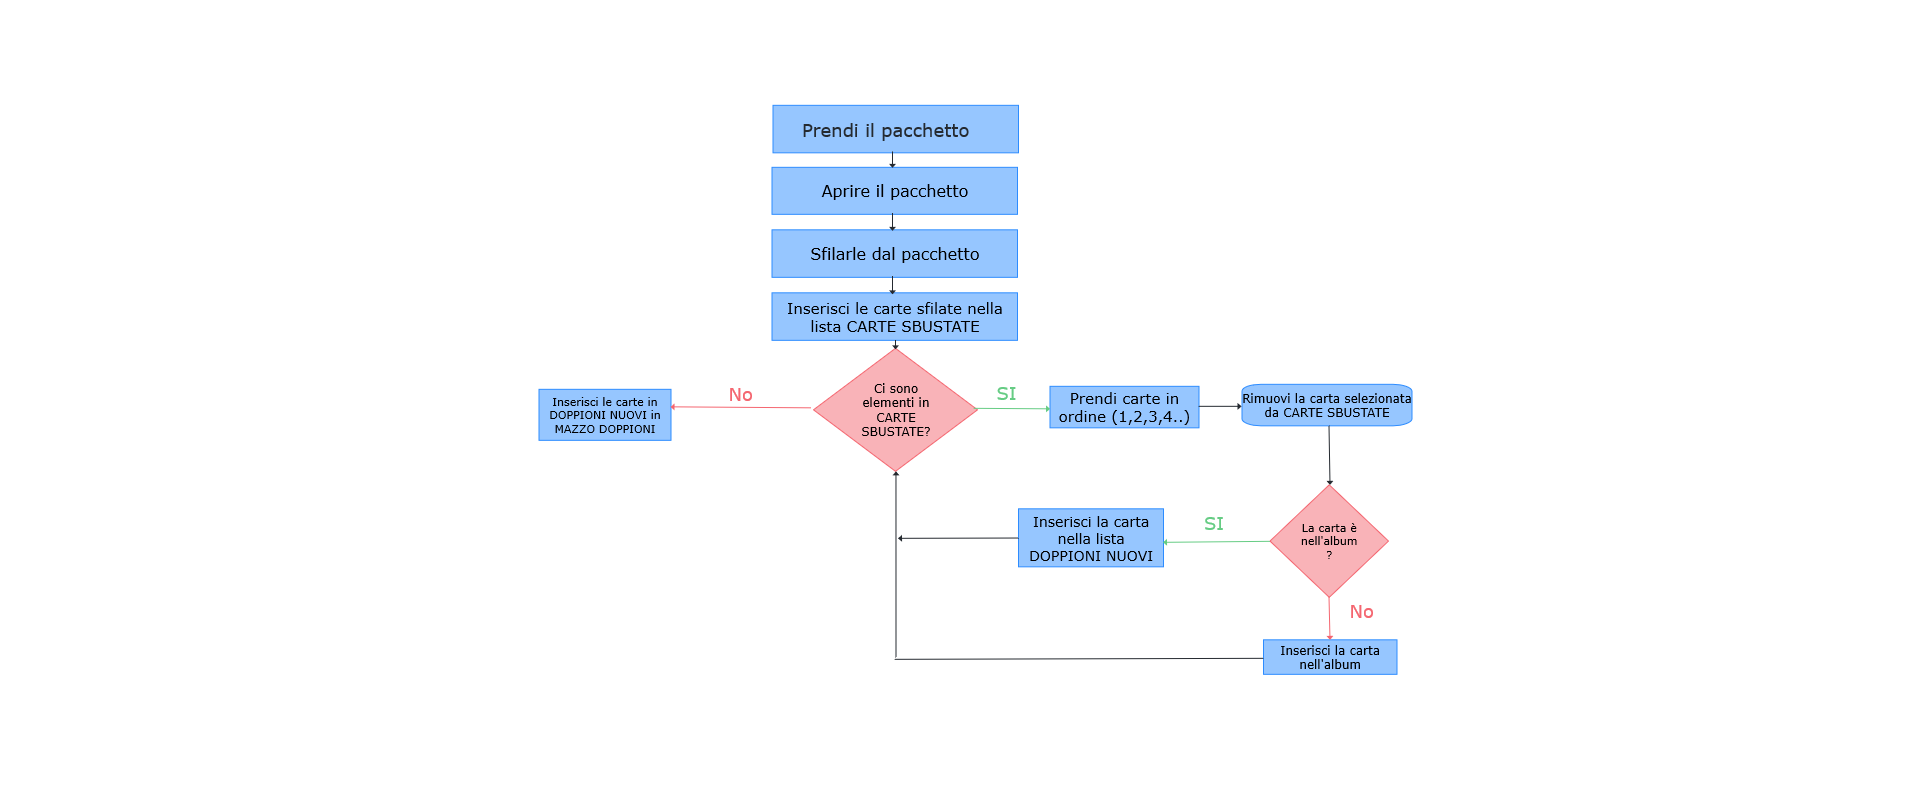 Prendi il pacchetto
Aprire il pacchetto
Sfilarle dal pacchetto
Inserisci le carte sfilate nella
lista CARTE SBUSTATE
Ci sono
elementi in
CARTE
SBUSTATE?
No
Inserisci le carte in
DOPPIONI NUOVI in
MAZZO DOPPIONI
SI
Prendi carte in
ordine (1,2,3,4..)
Rimuovi la carta selezionata
da CARTE SBUSTATE
La carta è
nell'album
?
SI
Inserisci la carta
nella lista
DOPPIONI NUOVI
No
Inserisci la carta
nell'album